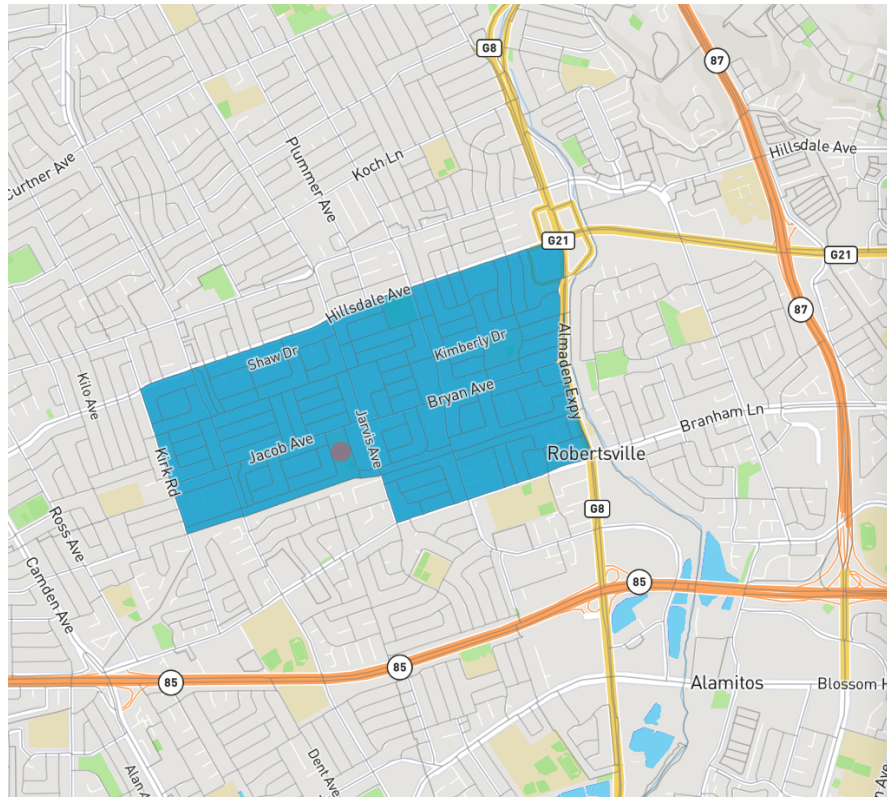 G8
87
Hillsdale Ave
Plummer Ave
Koch Ln
Curtner Ave
G21
G21
Hillsdale Ave
87
Almaden Expy
Kimberly Dr
Shaw Dr
Kilo Ave
Bryan Ave
Jarvis Ave
Branham Ln
Jacob Ave
Kirk Rd
Robertsville
G8
Ross Ave
Camden Ave
85
85
85
Alamitos
Blossom H
Dent Ave
Alan A